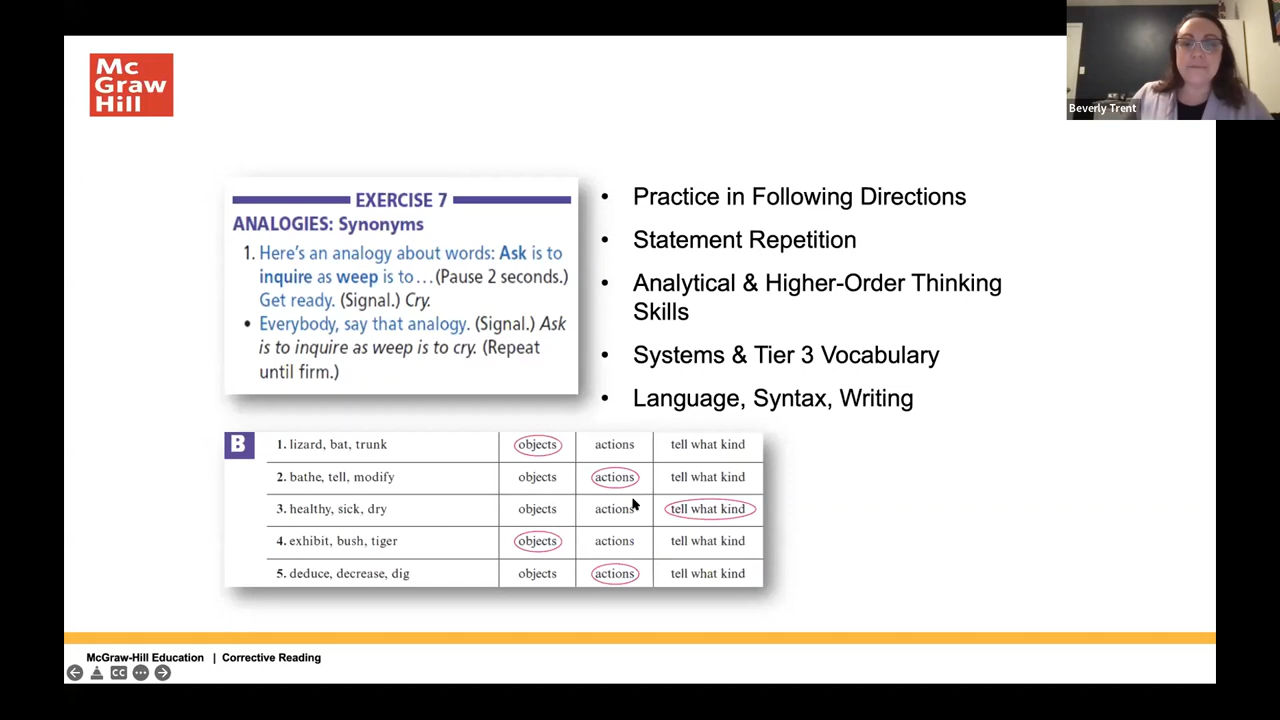 Mc
Graw
Hill
Beverly Trent
EXERCISE 7
ANALOGIES: Synonyms
1. Here's an analogy about words: Ask is to
inquire as weep is to... (Pause 2 seconds.)
Get ready. (Signal.) Cry.
• Everybody, say that analogy. (Signal.) Ask
is to inquire as weep is to cry. (Repeat
until firm.)
• Practice in Following Directions
• Statement Repetition
• Analytical & Higher-Order Thinking
Skills
• Systems & Tier 3 Vocabulary
• Language, Syntax, Writing
B
1. lizard, bat, trunk objects actions tell what kind
2. bathe, tell, modify objects actions tell what kind
3. healthy, sick, dry objects actions tell what kind
4. exhibit, bush, tiger objects actions tell what kind
5. deduce, decrease, dig objects actions tell what kind
McGraw-Hill Education | Corrective Reading
CC